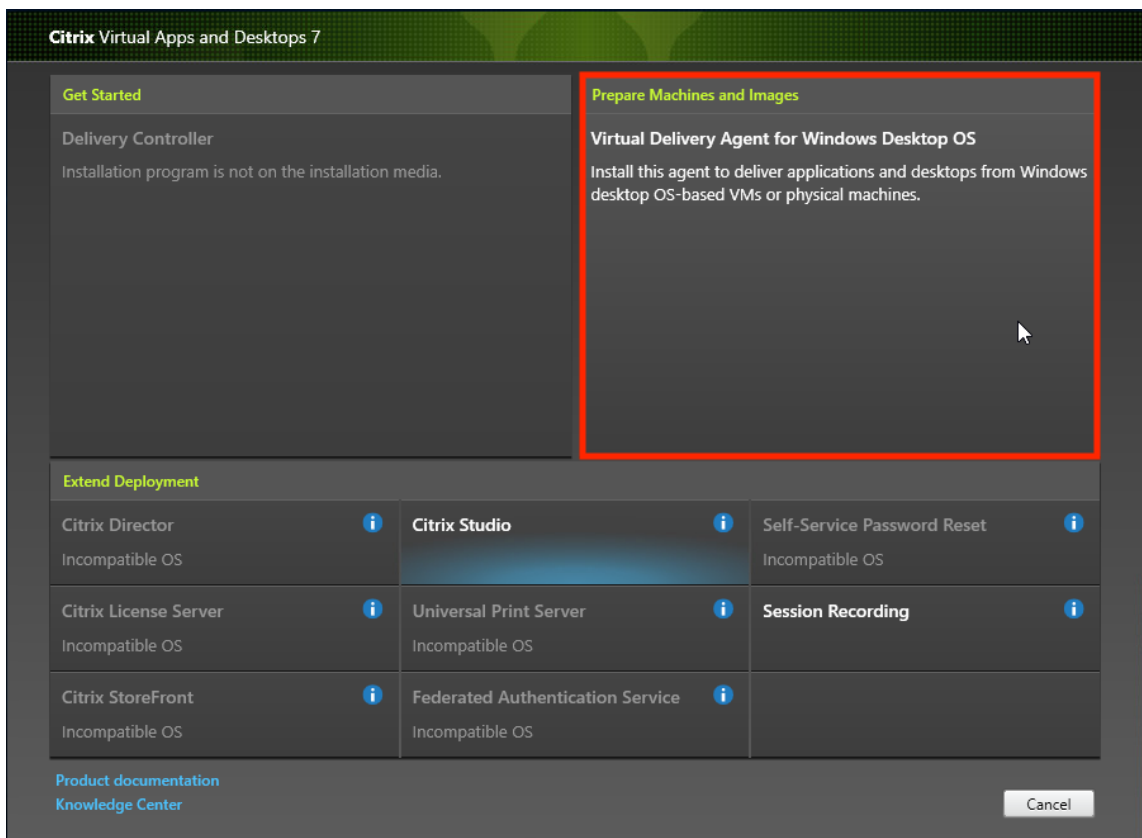 Citrix Virtual Apps and Desktops 7
Get Started
Delivery Controller
Installation program is not on the installation media.
Prepare Machines and Images
Virtual Delivery Agent for Windows Desktop OS
Install this agent to deliver applications and desktops from Windows
desktop OS-based VMs or physical machines.
Extend Deployment
Citrix Director
Incompatible OS
Citrix Studio
Self-Service Password Reset
Incompatible OS
Citrix License Server
Incompatible OS
Universal Print Server
Incompatible OS
Session Recording
Citrix StoreFront
Incompatible OS
Federated Authentication Service
Incompatible OS
Product documentation
Knowledge Center
Cancel